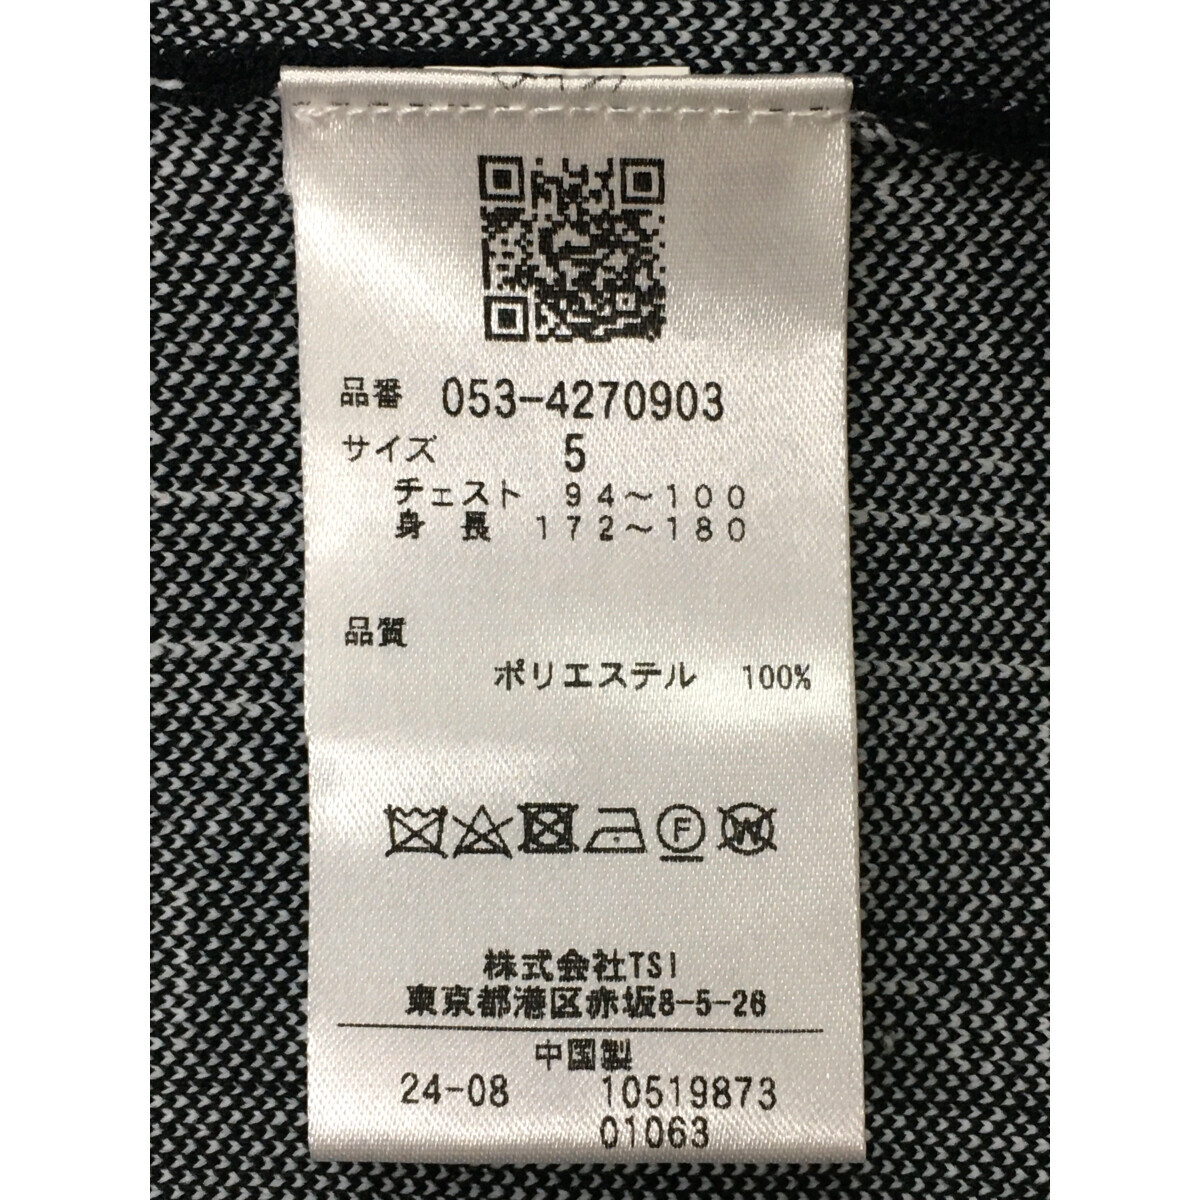 品番 053-4270903
サイズ 5
チェスト 94～100
身 長 172～180
品質
ポリエステル 100%
F
W
株式会社TSI
東京都港区赤坂8-5-26
中国製
24-08 10519873
01063